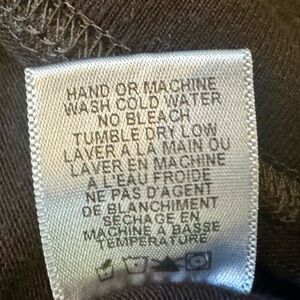 HAND OR MACHINE
WASH COLD WATER
NO BLEACH
TUMBLE DRY LOW
LAVER A LA MAIN OU
LAVER EN MACHINE
A L'EAU FROIDE
NE PAS D'AGENT
DE BLANCHIMENT
SECHAGE EN
MACHINE A BASSE
TEMPERATURE